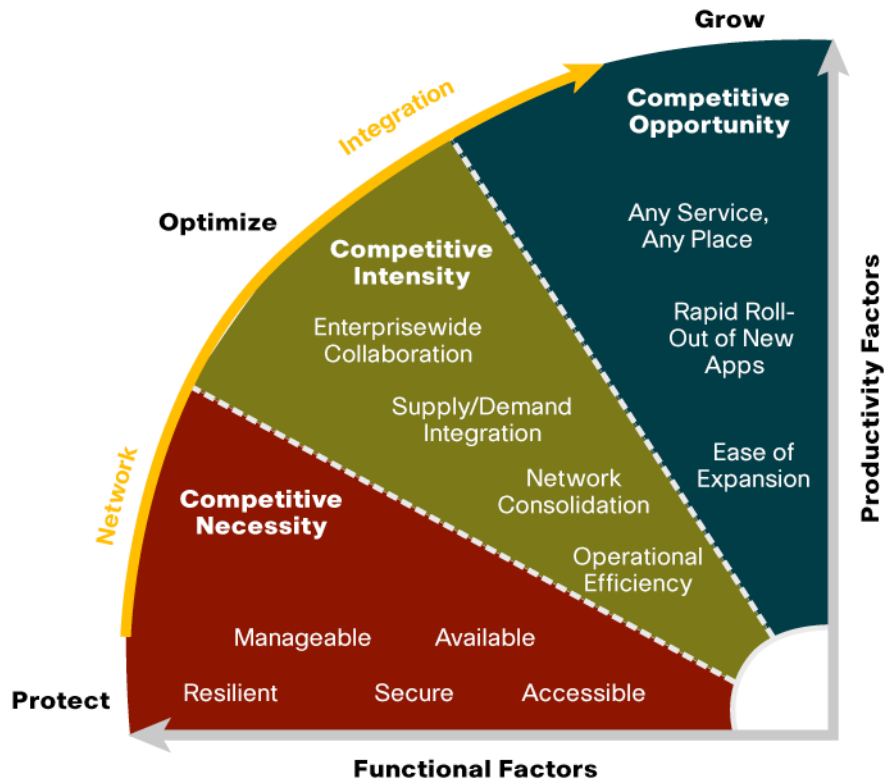 Grow
Competitive
Opportunity
Integration
Any Service,
Any Place
Optimize
Competitive
Intensity
Enterprisewide
Collaboration
Rapid Roll-
Out of New
Apps
Productivity Factors
Supply/Demand
Integration
Ease of
Expansion
Network
Consolidation
Network
Competitive
Necessity
Operational
Efficiency
Manageable
Available
Protect
Resilient
Secure
Accessible
Functional Factors